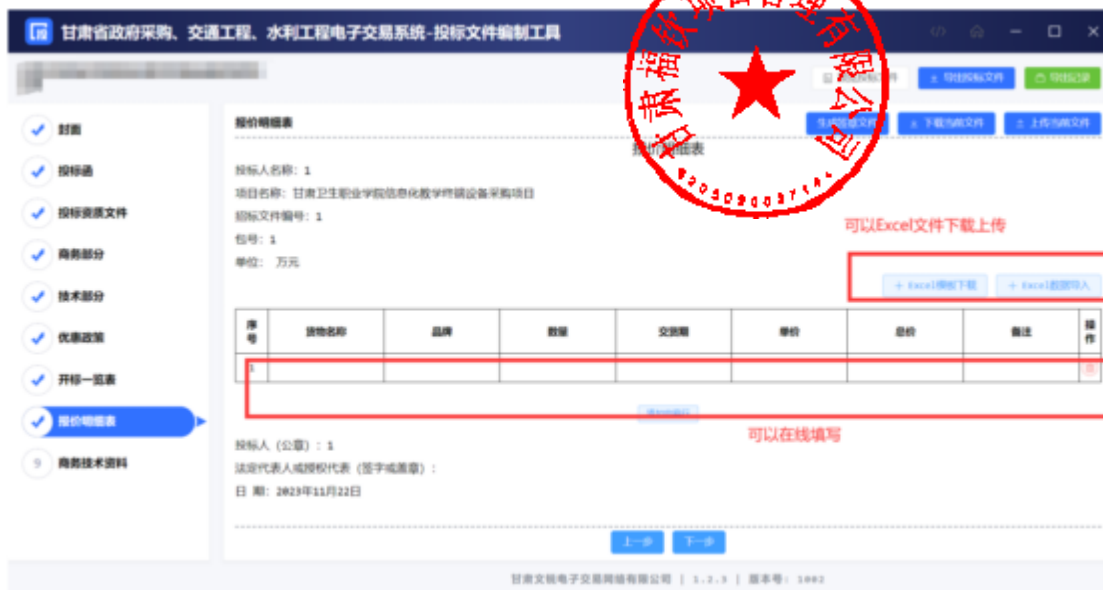 甘肃省政府采购、交通工程、水利工程电子交易系统-投标文件编制工具
导出投标文件
导出记录
封面
投标函
投标资质文件
商务部分
技术部分
优惠政策
开标一览表
报价明细表
9 商务技术资料
报价明细表
下载当前文件
上传当前文件
报价明细表
投标人名称: 1
项目名称: 甘肃卫生职业学院信息化教学终端设备采购项目
招标文件编号: 1
包号: 1
单位: 万元
可以Excel文件下载上传
+ Excel模板下载
+ Excel数据导入
序号 货物名称 品牌 数量 交货期 单价 总价 备注 操作
1
可以在线填写
投标人 (公章) : 1
法定代表人或授权代表 (签字或盖章) :
日 期: 2023年11月22日
上一步
下一步
甘肃文锐电子交易网络有限公司 | 1.2.3 | 版本号: 1002